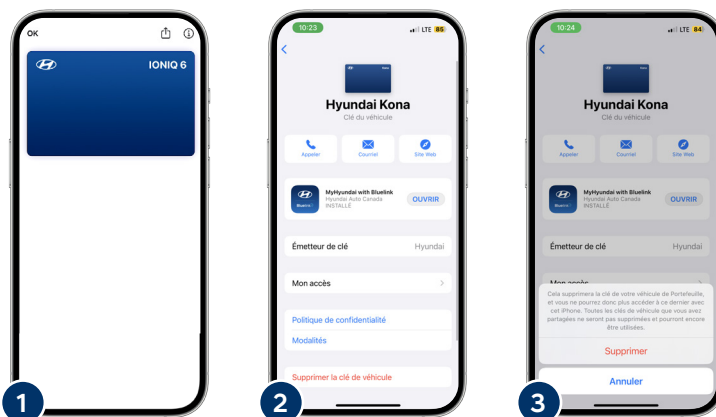 OK
IONIQ 6
1
10:23
LTE 85
Hyundai Kona
Clé du véhicule
Appeler
Courriel
Site Web
MyHyundai with Bluelink
Hyundai Auto Canada
INSTALLÉ
OUVRIR
Émetteur de clé
Hyundai
Mon accès
Politique de confidentialité
Modalités
Supprimer la clé de véhicule
2
10:24
LTE 84
Hyundai Kona
Clé du véhicule
Appeler
Courriel
Site Web
MyHyundai with Bluelink
Hyundai Auto Canada
INSTALLÉ
OUVRIR
Émetteur de clé
Hyundai
Mon accès
Cela supprimera la clé de votre véhicule de Portefeuille,
et vous ne pourrez donc plus accéder à ce dernier avec
cet iPhone. Toutes les clés de véhicule que vous avez
partagées ne seront pas supprimées et pourront encore
être utilisées.
Supprimer
Annuler
3